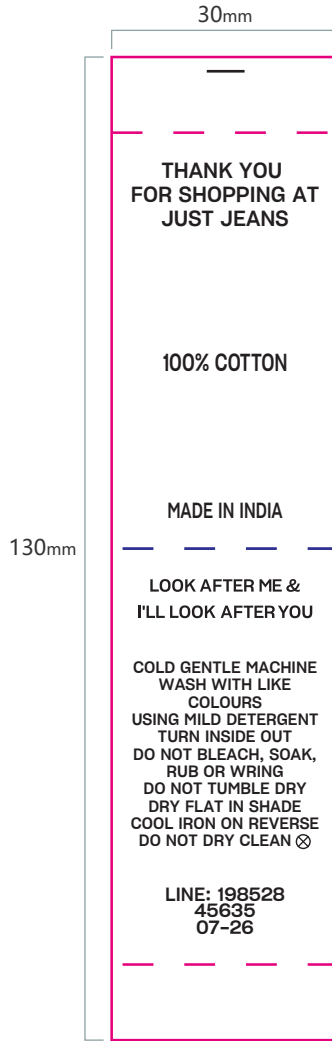 30mm
THANK YOU
FOR SHOPPING AT
JUST JEANS
100% COTTON
MADE IN INDIA
130mm
LOOK AFTER ME &
I'LL LOOK AFTER YOU
COLD GENTLE MACHINE
WASH WITH LIKE
COLOURS
USING MILD DETERGENT
TURN INSIDE OUT
DO NOT BLEACH, SOAK,
RUB OR WRING
DO NOT TUMBLE DRY
DRY FLAT IN SHADE
COOL IRON ON REVERSE
DO NOT DRY CLEAN
LINE: 198528
45635
07-26